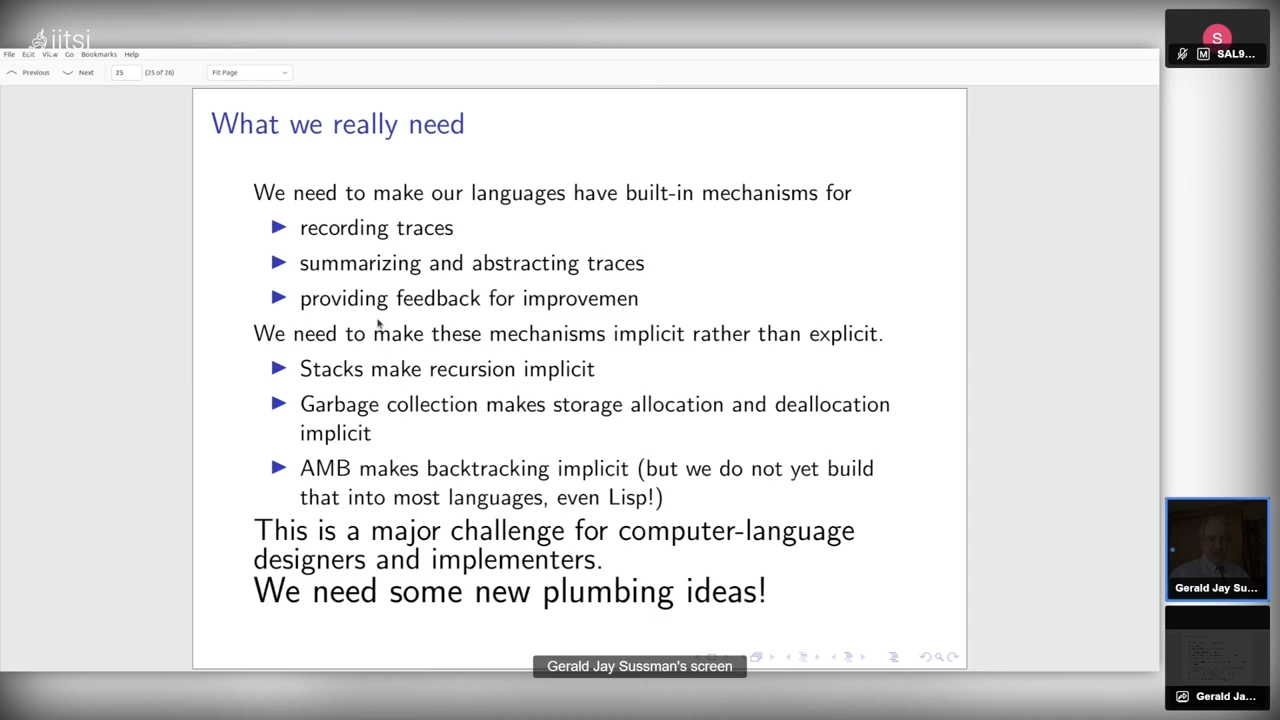 jitsi
File Edit View Go Bookmarks Help
Previous Next 25 (25 of 26) Fit Page
S
SAL9...
What we really need
We need to make our languages have built-in mechanisms for
recording traces
summarizing and abstracting traces
providing feedback for improvemen
We need to make these mechanisms implicit rather than explicit.
Stacks make recursion implicit
Garbage collection makes storage allocation and deallocation
implicit
AMB makes backtracking implicit (but we do not yet build
that into most languages, even Lisp!)
This is a major challenge for computer-language
designers and implementers.
We need some new plumbing ideas!
Gerald Jay Su...
Gerald Jay Sussman's screen
Gerald Ja...